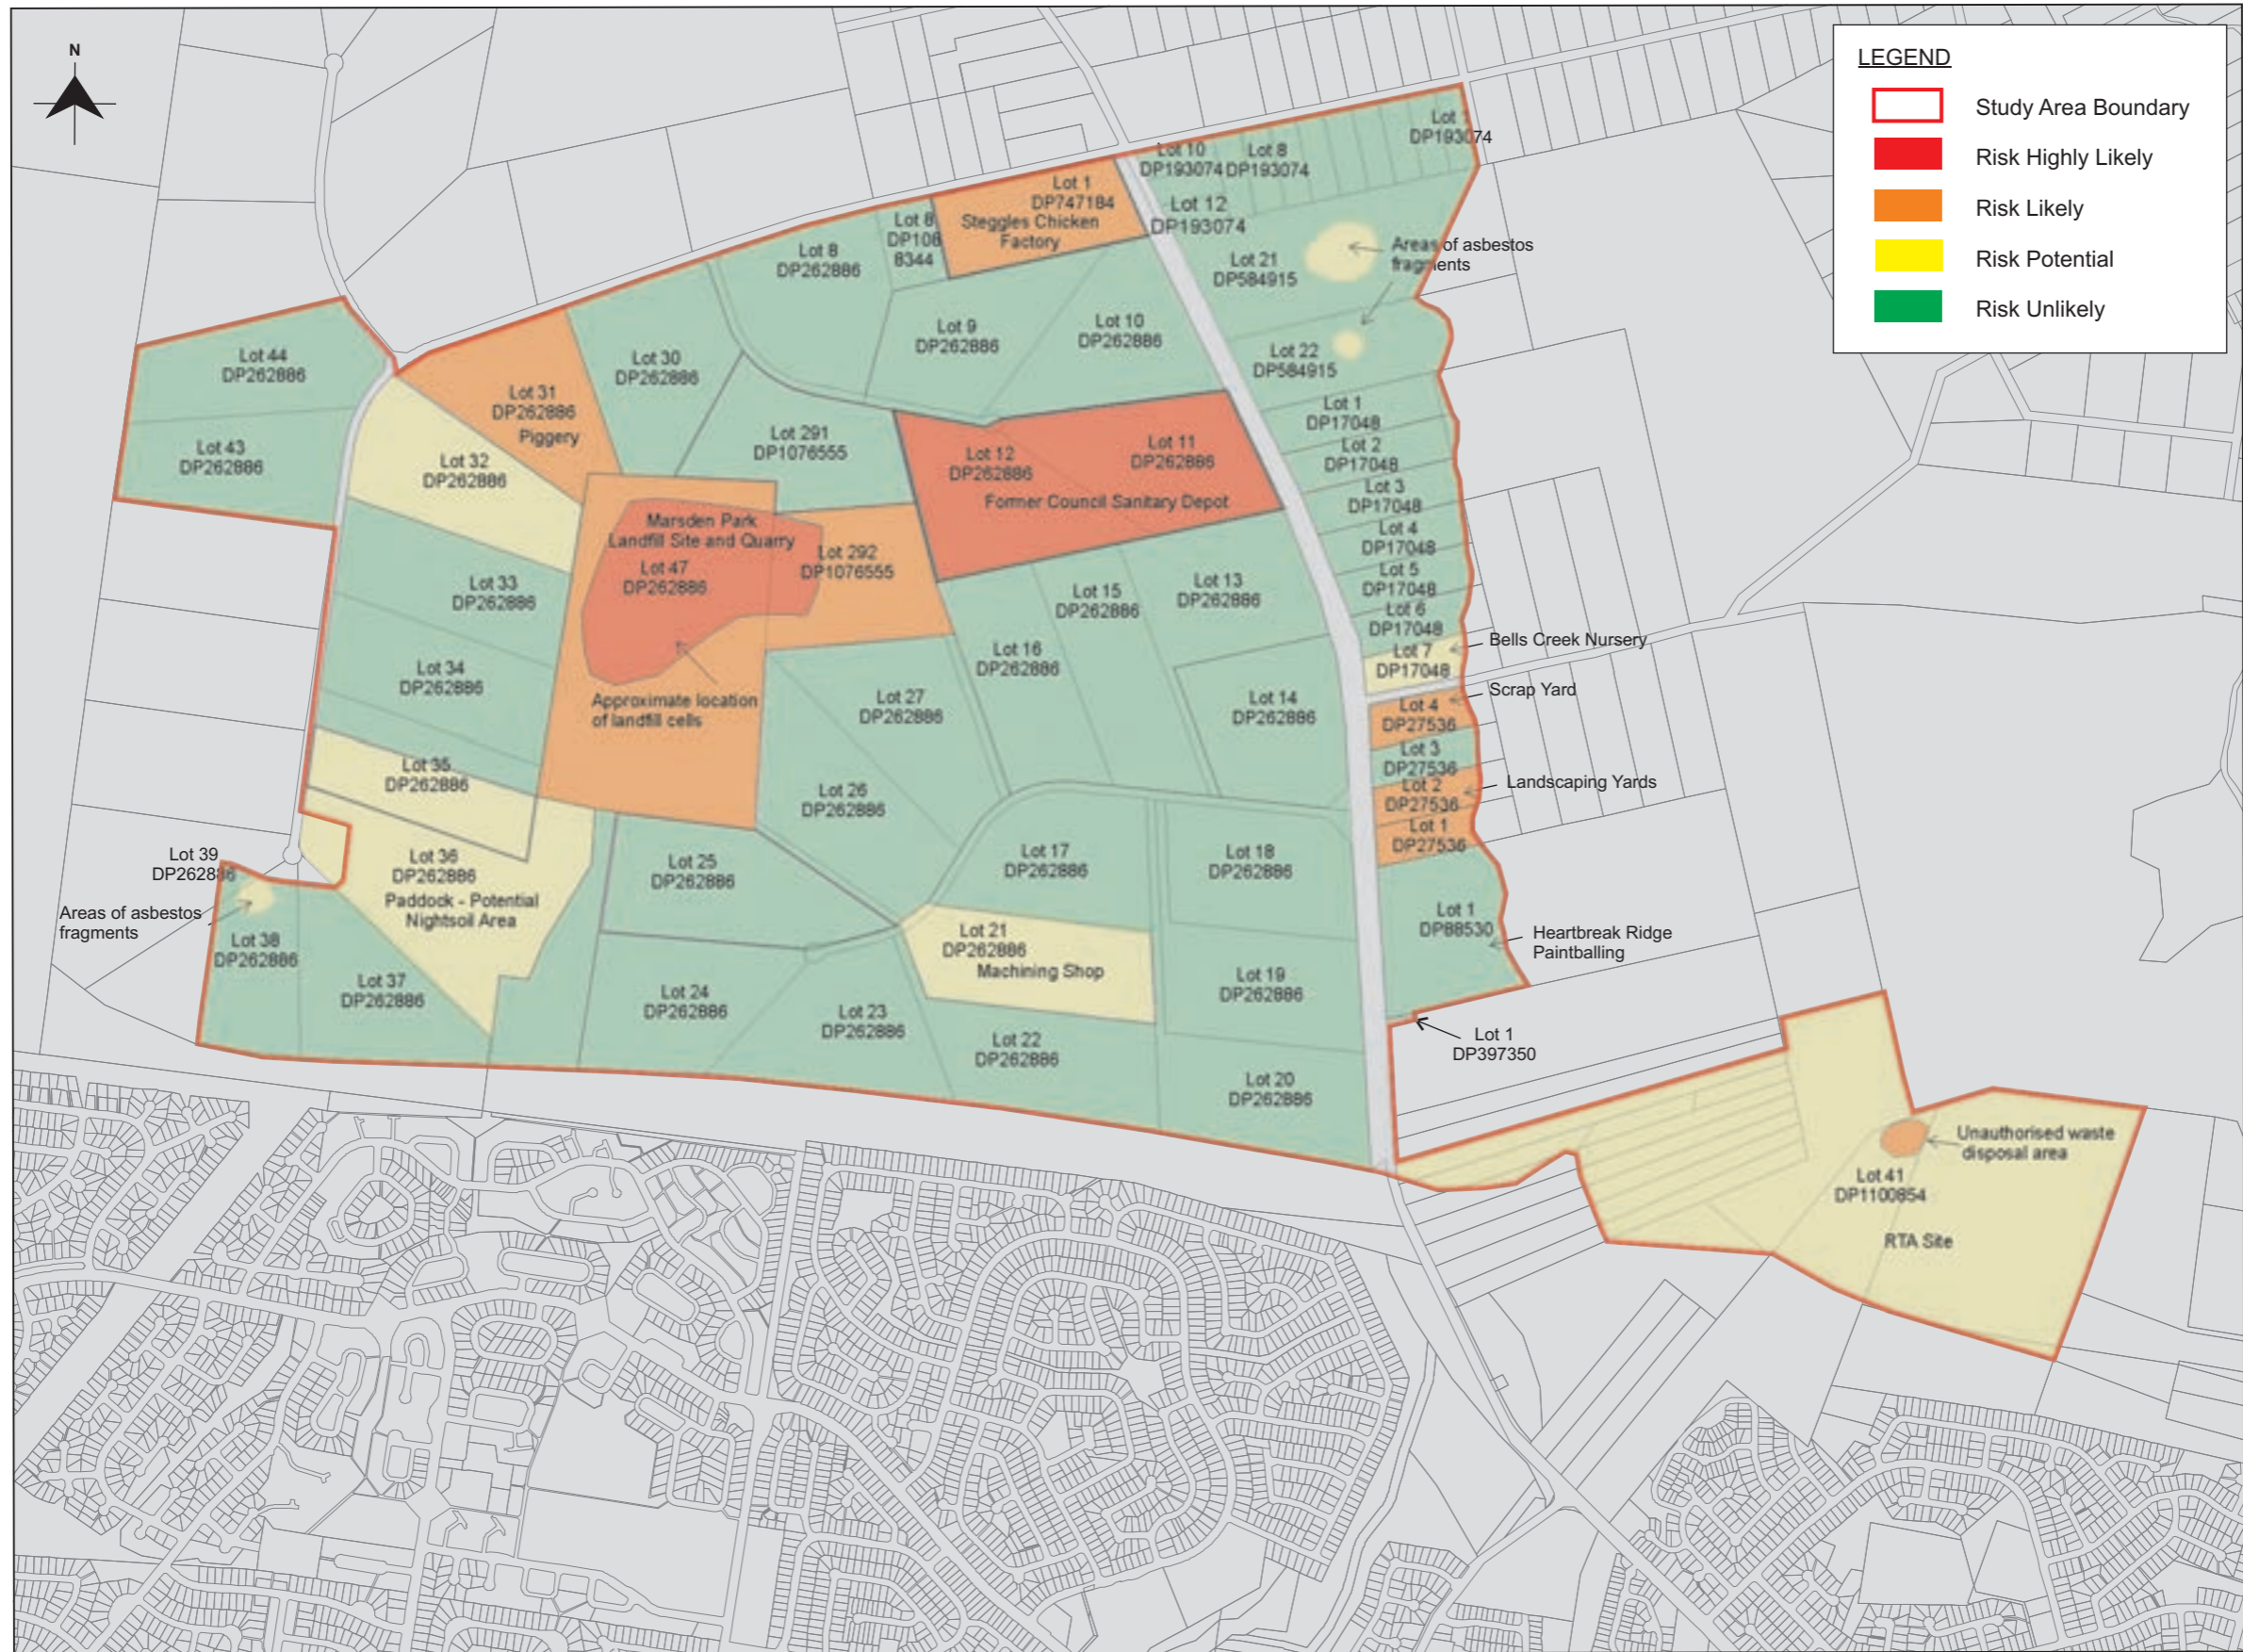 N
LEGEND
Study Area Boundary
Risk Highly Likely
Risk Likely
Risk Potential
Risk Unlikely
Lot
DP193074
Lot 10
DP193074
Lot 8
DP193074
Lot 12
DP193074
Lot 1
DP747184
Steggles Chicken
Factory
Lot 8
DP108
8344
Lot 8
DP262886
Lot 21
DP584915
Areas of asbestos
fragments
Lot 9
DP262886
Lot 10
DP262886
Lot 22
DP584915
Lot 44
DP262886
Lot 30
DP262886
Lot 31
DP262886
Piggery
Lot 43
DP262886
Lot 32
DP262886
Lot 291
DP1076555
Lot 12
DP262886
Lot 11
DP262886
Former Council Sanitary Depot
Lot 1
DP17048
Lot 2
DP17048
Lot 3
DP17048
Lot 4
DP17048
Lot 5
DP17048
Lot 6
DP17048
Lot 7
DP17048
Bells Creek Nursery
Marsden Park
Landfill Site and Quarry
Lot 47
DP262886
Lot 292
DP1076555
Lot 33
DP262886
Lot 15
DP262886
Lot 13
DP262886
Lot 16
DP262886
Lot 34
DP262886
Approximate location
of landfill cells
Lot 27
DP262886
Lot 14
DP262886
Scrap Yard
Lot 4
DP27536
Lot 3
DP27536
Lot 2
DP27536
Landscaping Yards
Lot 1
DP27536
Lot 35
DP262886
Lot 26
DP262886
Lot 39
DP262886
Lot 36
DP262886
Paddock - Potential
Nightsoil Area
Lot 25
DP262886
Lot 17
DP262886
Lot 18
DP262886
Areas of asbestos
fragments
Lot 38
DP262886
Lot 37
DP262886
Lot 21
DP262886
Machining Shop
Lot 1
DP88530
Heartbreak Ridge
Paintballing
Lot 24
DP262886
Lot 23
DP262886
Lot 19
DP262886
Lot 22
DP262886
Lot 1
DP397350
Lot 20
DP262886
Unauthorised waste
disposal area
Lot 41
DP1100854
RTA Site